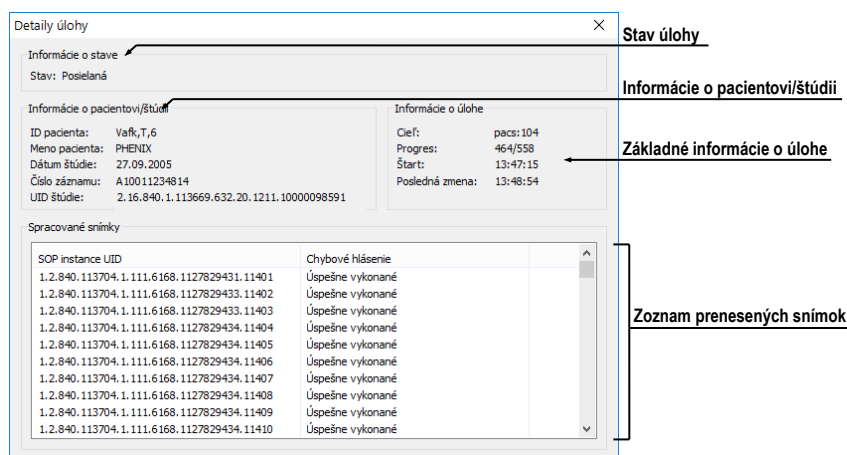 Detaily úlohy
Stav úlohy
Informácie o stave
Stav: Posielaná
Informácie o pacientovi/štúdii
Informácie o pacientovi/štúdii
ID pacienta: Vafk,T,6
Meno pacienta: PHENIX
Dátum štúdie: 27.09.2005
Číslo záznamu: A10011234814
UID štúdie: 2.16.840.1.113669.632.20.1211.10000098591
Informácie o úlohe
Cieľ: pacs:104
Progres: 464/558
Štart: 13:47:15
Posledná zmena: 13:48:54
Základné informácie o úlohe
Spracované snímky
SOP instance UID Chybové hlásenie
1.2.840.113704.1.111.6168.1127829431.11401 Úspešne vykonané
1.2.840.113704.1.111.6168.1127829433.11402 Úspešne vykonané
1.2.840.113704.1.111.6168.1127829433.11403 Úspešne vykonané
1.2.840.113704.1.111.6168.1127829434.11404 Úspešne vykonané
1.2.840.113704.1.111.6168.1127829434.11405 Úspešne vykonané
1.2.840.113704.1.111.6168.1127829434.11406 Úspešne vykonané
1.2.840.113704.1.111.6168.1127829434.11407 Úspešne vykonané
1.2.840.113704.1.111.6168.1127829434.11408 Úspešne vykonané
1.2.840.113704.1.111.6168.1127829434.11409 Úspešne vykonané
1.2.840.113704.1.111.6168.1127829434.11410 Úspešne vykonané
Zoznam prenesených snímok